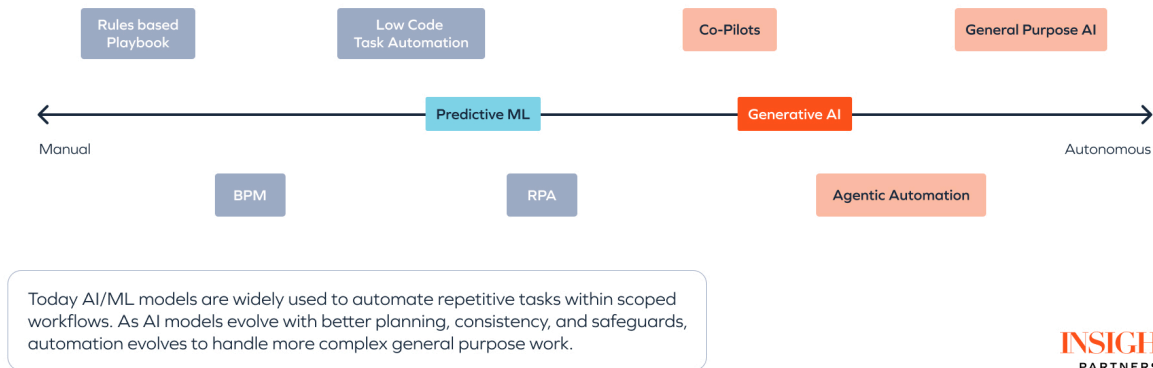 Rules based
Playbook
Low Code
Task Automation
Co-Pilots
General Purpose AI
Predictive ML
Generative AI
Manual
Autonomous
BPM
RPA
Agentic Automation
Today AI/ML models are widely used to automate repetitive tasks within scoped
workflows. As AI models evolve with better planning, consistency, and safeguards,
automation evolves to handle more complex general purpose work.
INSIGH
PARTNERS